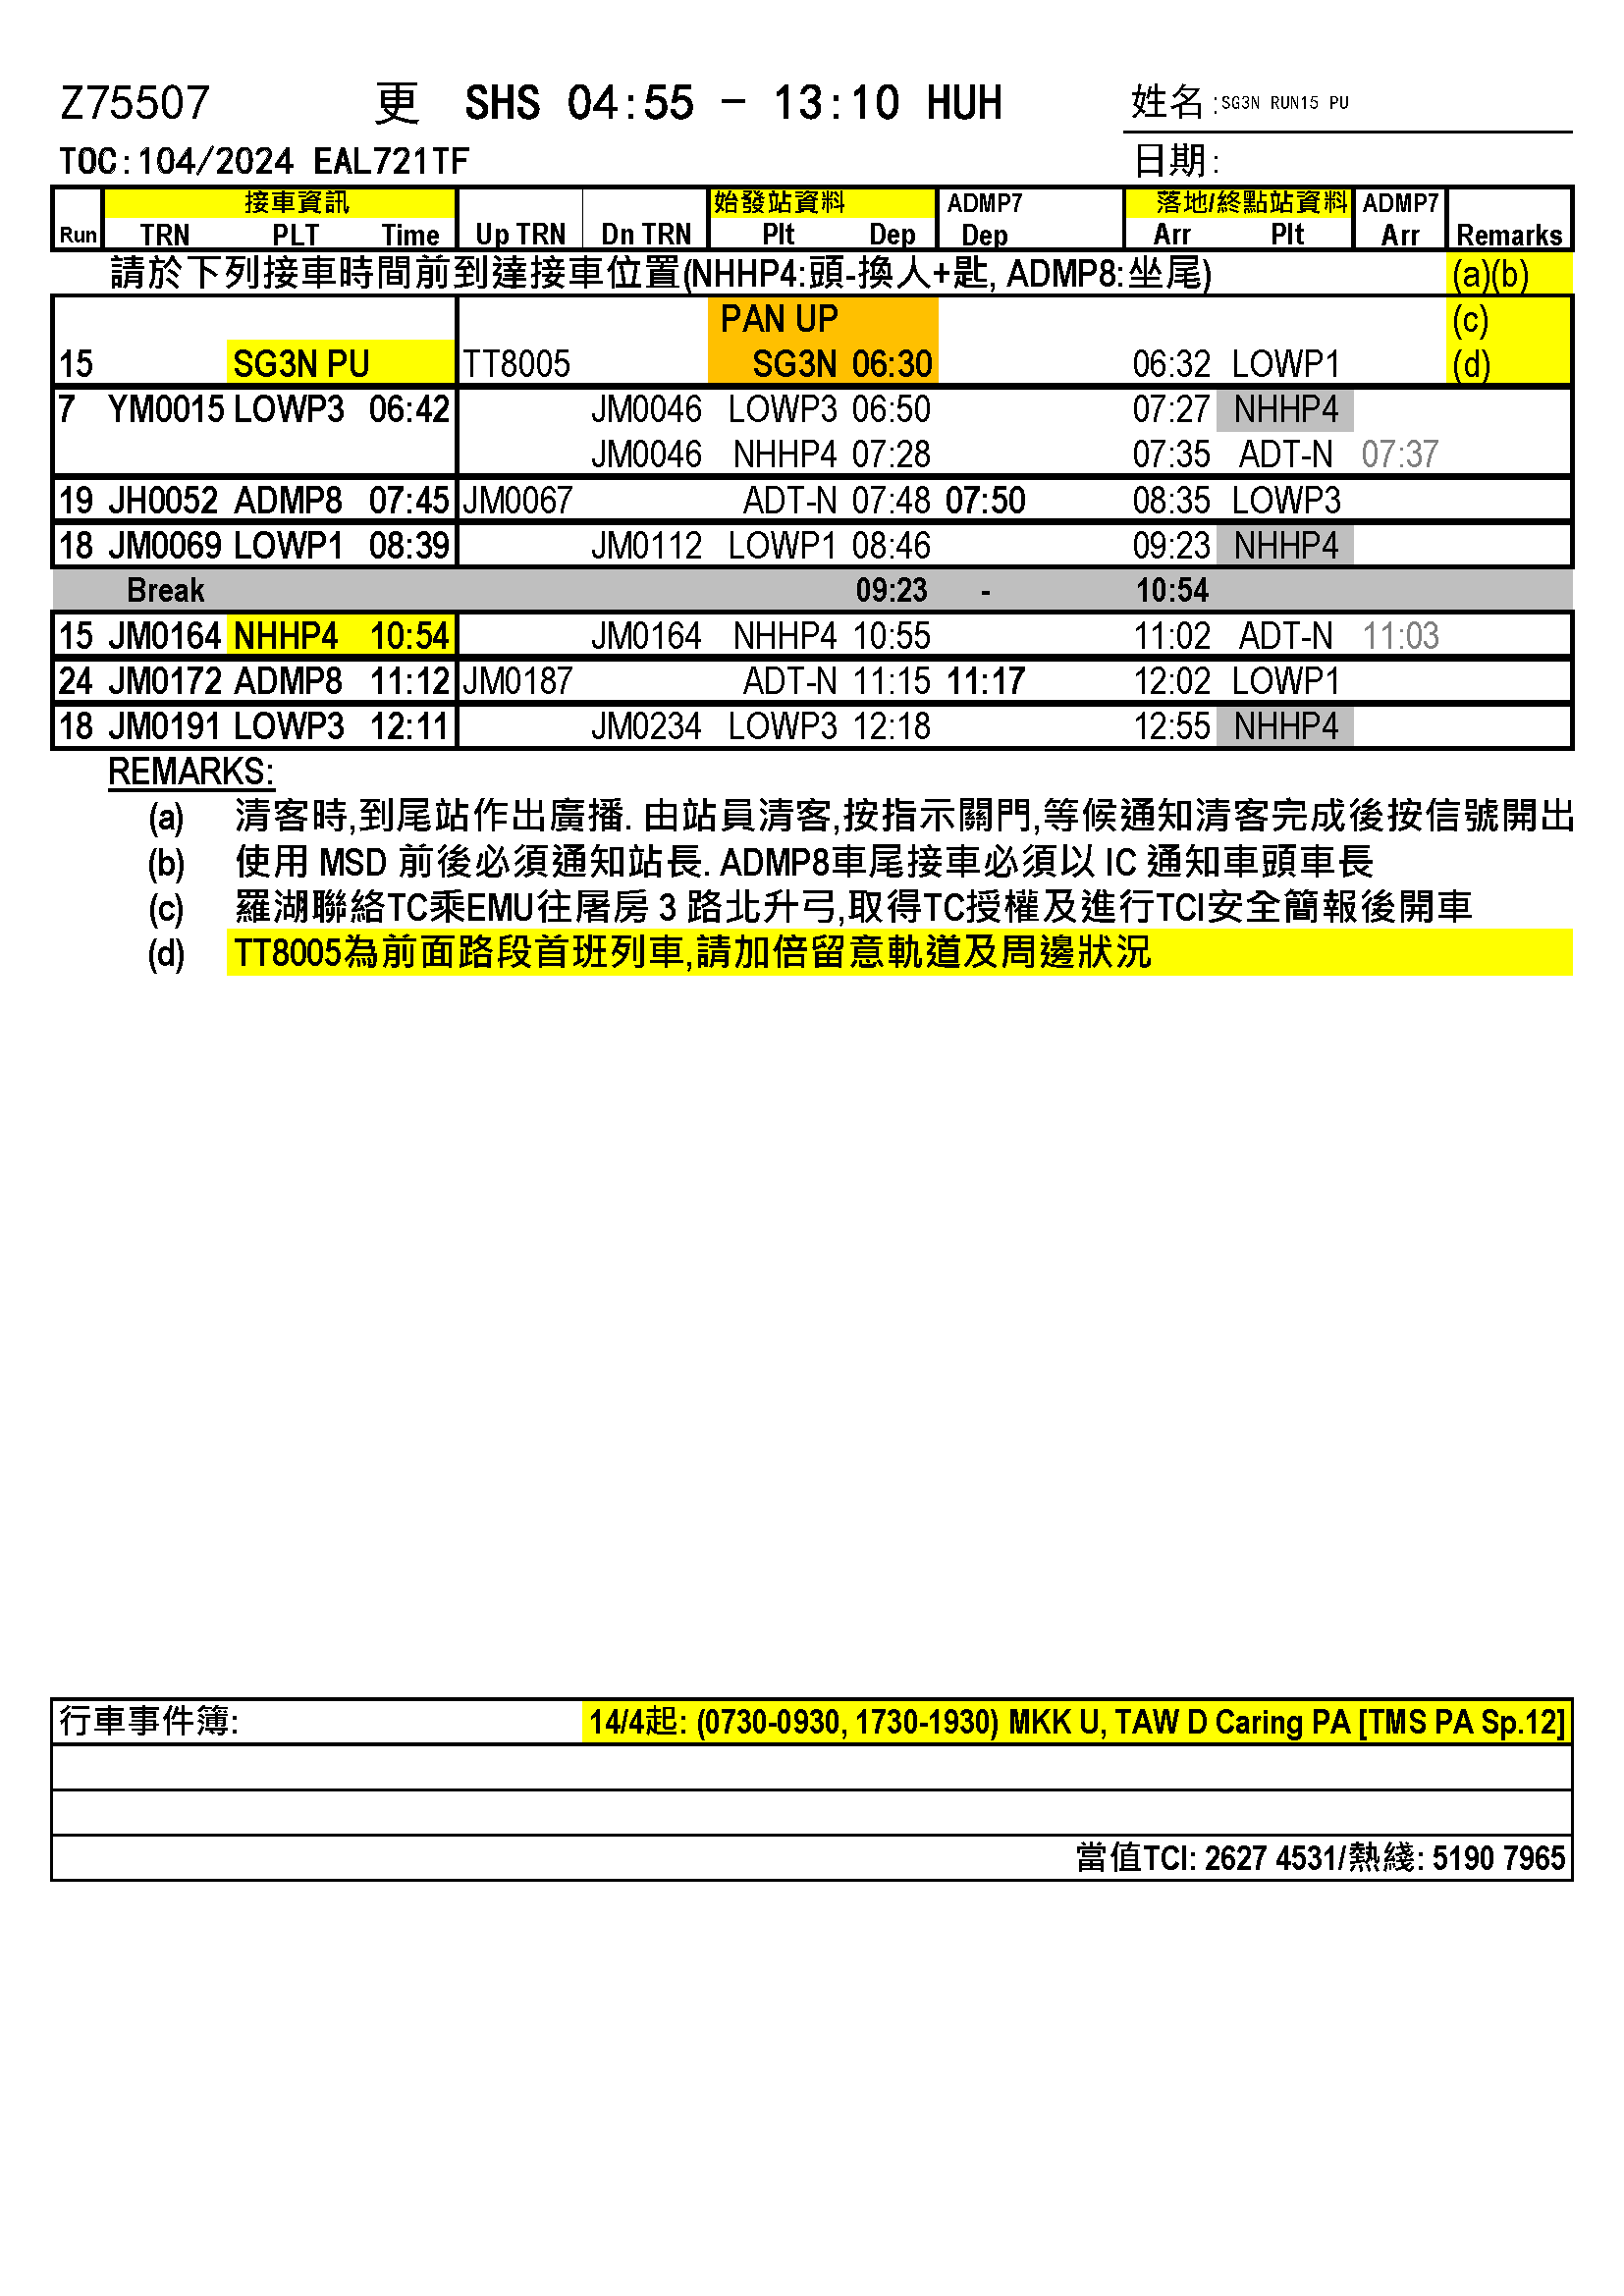 Z75507 更 SHS 04:55 - 13:10 HUH 姓名:SG3N RUN15 PU
TOC:104/2024 EAL721TF 日期:
接車資訊 始發站資料 ADMP7 落地/終點站資料 ADMP7
Run TRN PLT Time Up TRN Dn TRN Plt Dep Dep Arr Plt Arr Remarks
請於下列接車時間前到達接車位置(NHHP4:頭-換人+匙, ADMP8:坐尾) (a)(b)
PAN UP (c)
15 SG3N PU TT8005 SG3N 06:30 06:32 LOWP1 (d)
7 YM0015 LOWP3 06:42 JM0046 LOWP3 06:50 07:27 NHHP4
JM0046 NHHP4 07:28 07:35 ADT-N 07:37
19 JH0052 ADMP8 07:45 JM0067 ADT-N 07:48 07:50 08:35 LOWP3
18 JM0069 LOWP1 08:39 JM0112 LOWP1 08:46 09:23 NHHP4
Break 09:23 - 10:54
15 JM0164 NHHP4 10:54 JM0164 NHHP4 10:55 11:02 ADT-N 11:03
24 JM0172 ADMP8 11:12 JM0187 ADT-N 11:15 11:17 12:02 LOWP1
18 JM0191 LOWP3 12:11 JM0234 LOWP3 12:18 12:55 NHHP4
REMARKS:
(a) 清客時,到尾站作出廣播. 由站員清客,按指示關門,等候通知清客完成後按信號開出
(b) 使用 MSD 前後必須通知站長. ADMP8車尾接車必須以 IC 通知車頭車長
(c) 羅湖聯絡TC乘EMU往屠房 3 路北升弓,取得TC授權及進行TCI安全簡報後開車
(d) TT8005為前面路段首班列車,請加倍留意軌道及周邊狀況
行車事件簿: 14/4起: (0730-0930, 1730-1930) MKK U, TAW D Caring PA [TMS PA Sp.12]
當值TCI: 2627 4531/熱綫: 5190 7965